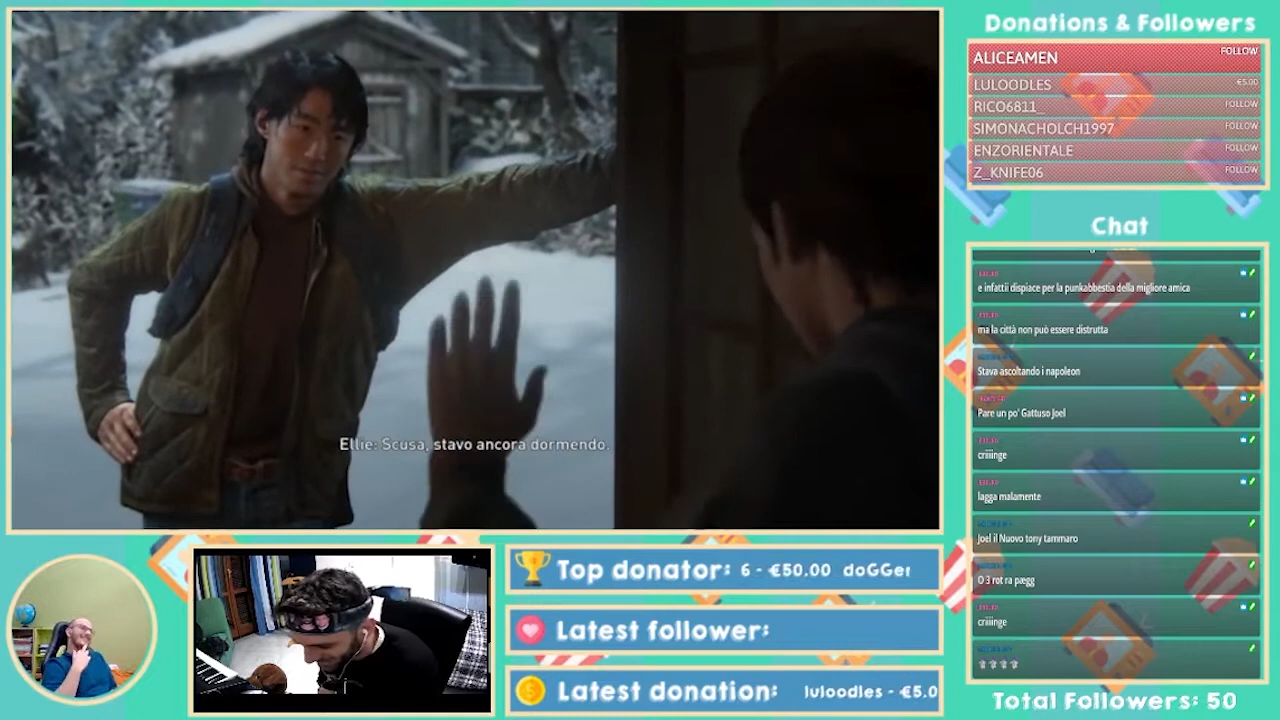 Donations & Followers
ALICEAMEN FOLLOW
LULOODLES €5.00
RICO6811_ FOLLOW
SIMONACHOLCH1997 FOLLOW
ENZORIENTALE FOLLOW
Z_KNIFE06 FOLLOW
Chat
e infattii dispiace per la punkabbestia della migliore amica
ma la città non può essere distrutta
Stava ascoltando i napoleon
Pare un po' Gattuso Joel
criiinge
lagga malamente
Joel il Nuovo tony tammaro
O 3 rot ra pægg
criiinge
Total Followers: 50
Ellie: Scusa, stavo ancora dormendo.
Top donator: 6 - €50.00 doGGer
Latest follower:
Latest donation: luloodles - €5.0